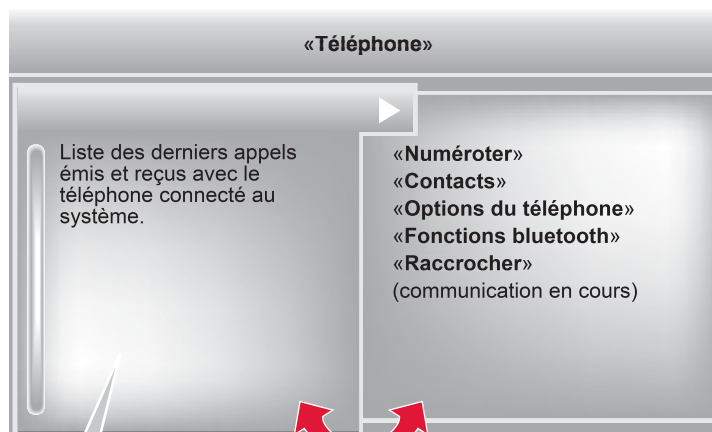 «Téléphone»
Liste des derniers appels
émis et reçus avec le
téléphone connecté au
système.
«Numéroter»
«Contacts»
«Options du téléphone»
«Fonctions bluetooth»
«Raccrocher»
(communication en cours)